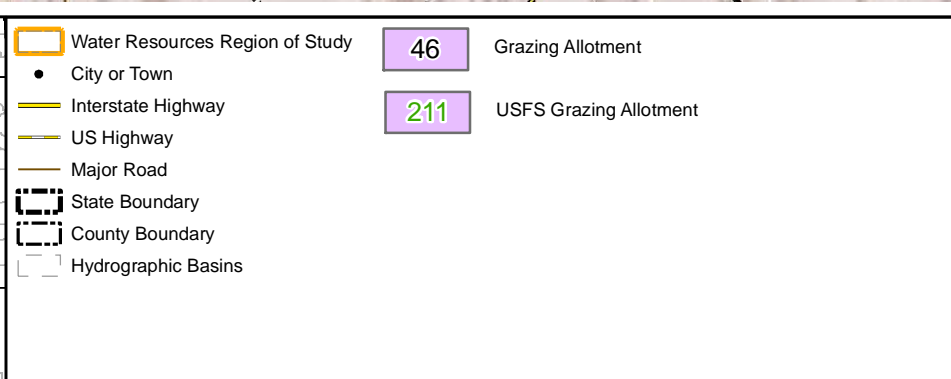 Water Resources Region of Study
City or Town
Interstate Highway
US Highway
Major Road
State Boundary
County Boundary
Hydrographic Basins
46 Grazing Allotment
211 USFS Grazing Allotment